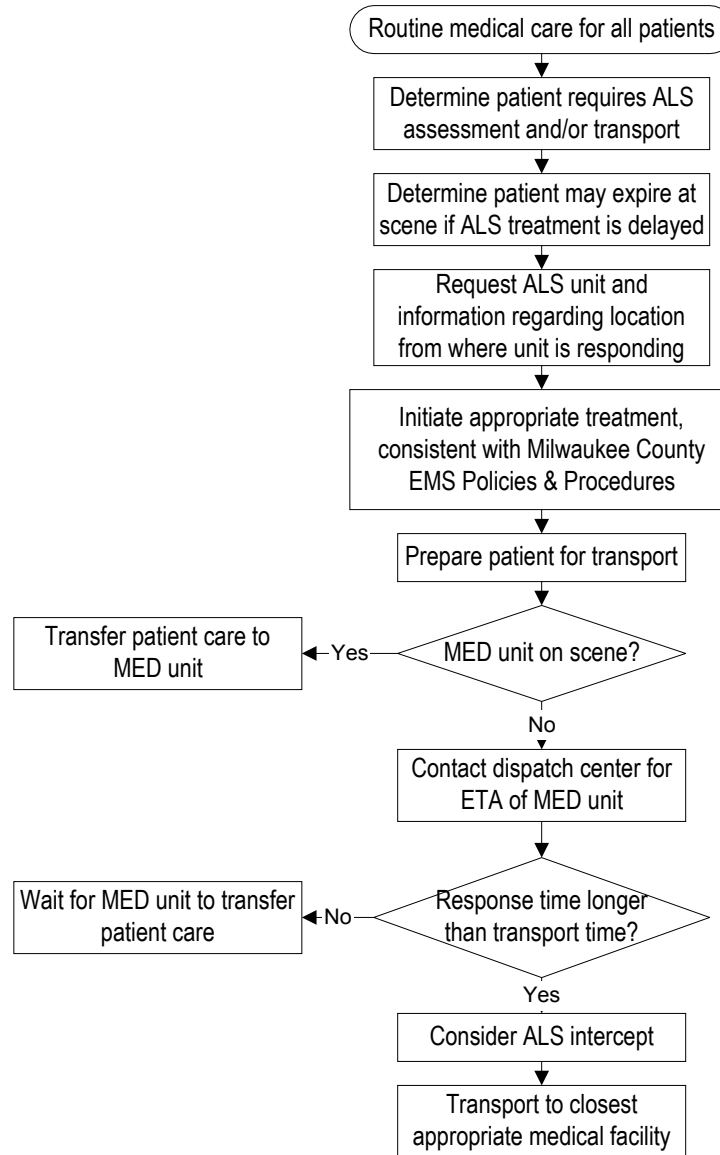 Routine medical care for all patients
Determine patient requires ALS
assessment and/or transport
Determine patient may expire at
scene if ALS treatment is delayed
Request ALS unit and
information regarding location
from where unit is responding
Initiate appropriate treatment,
consistent with Milwaukee County
EMS Policies & Procedures
Prepare patient for transport
MED unit on scene?
Yes
Transfer patient care to
MED unit
No
Contact dispatch center for
ETA of MED unit
Response time longer
than transport time?
No
Wait for MED unit to transfer
patient care
Yes
Consider ALS intercept
Transport to closest
appropriate medical facility